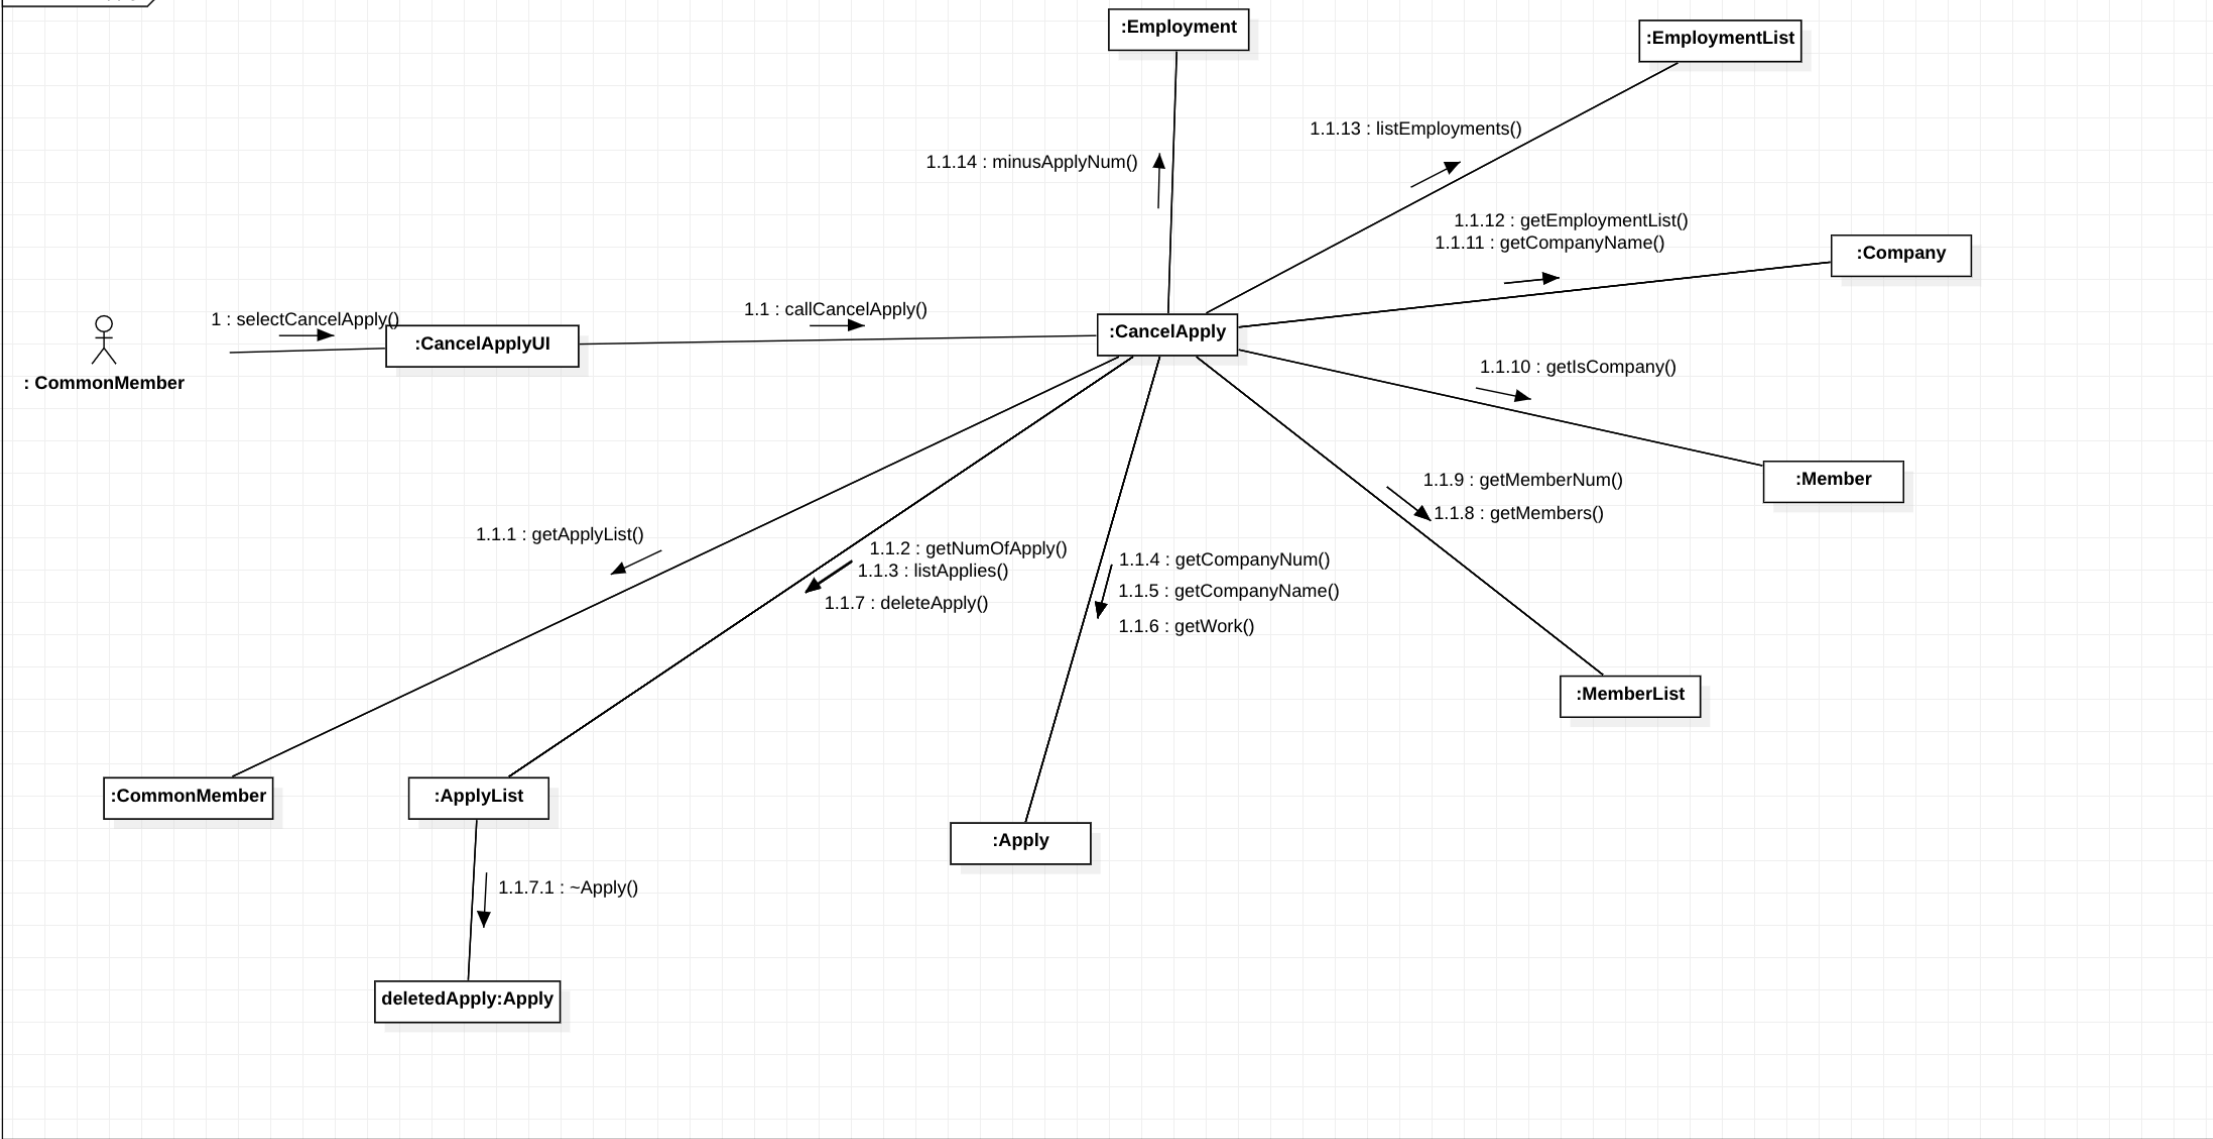 :Employment
:EmploymentList
1.1.13 : listEmployments()
1.1.14 : minusApplyNum()
1.1.12 : getEmploymentList()
1.1.11 : getCompanyName()
:Company
1 : selectCancelApply()
1.1 : callCancelApply()
:CancelApplyUI
:CancelApply
: CommonMember
1.1.10 : getIsCompany()
:Member
1.1.9 : getMemberNum()
1.1.8 : getMembers()
1.1.1 : getApplyList()
1.1.2 : getNumOfApply()
1.1.3 : listApplies()
1.1.7 : deleteApply()
1.1.4 : getCompanyNum()
1.1.5 : getCompanyName()
1.1.6 : getWork()
:MemberList
:CommonMember
:ApplyList
:Apply
1.1.7.1 : ~Apply()
deletedApply:Apply